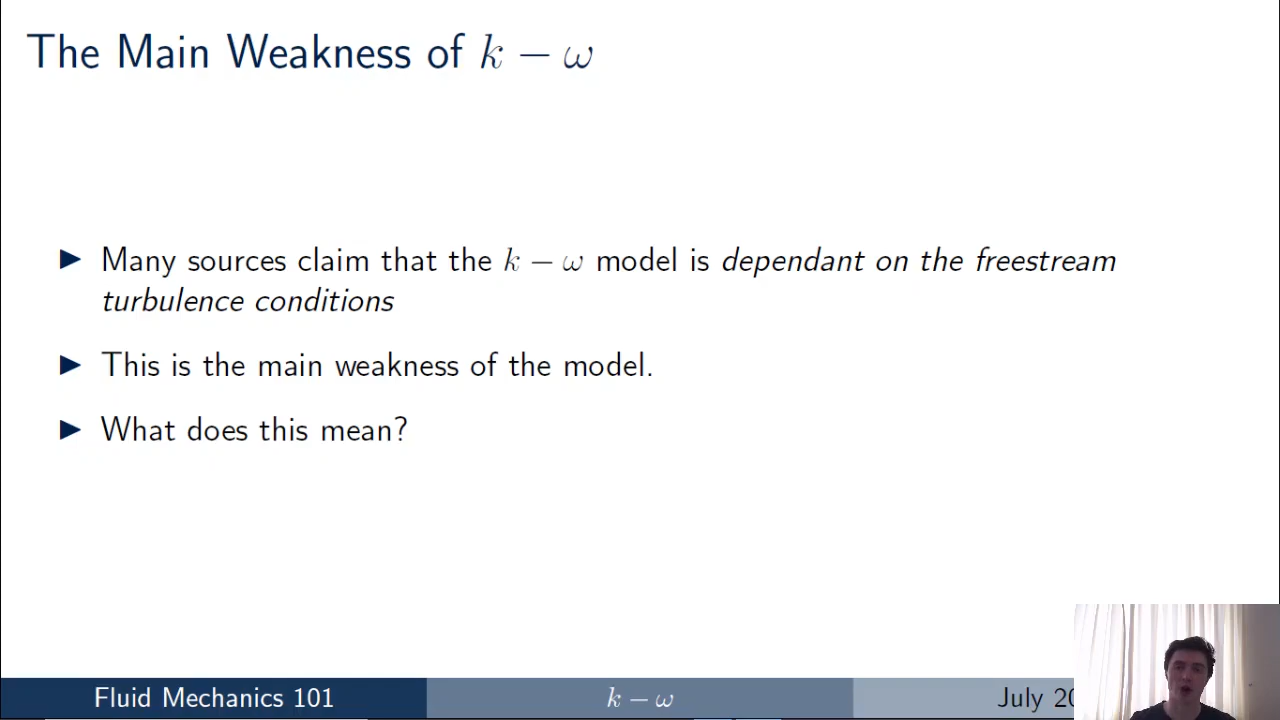 The Main Weakness of k − ω
Many sources claim that the k − ω model is dependant on the freestream
turbulence conditions
This is the main weakness of the model.
What does this mean?
Fluid Mechanics 101
k − ω
July